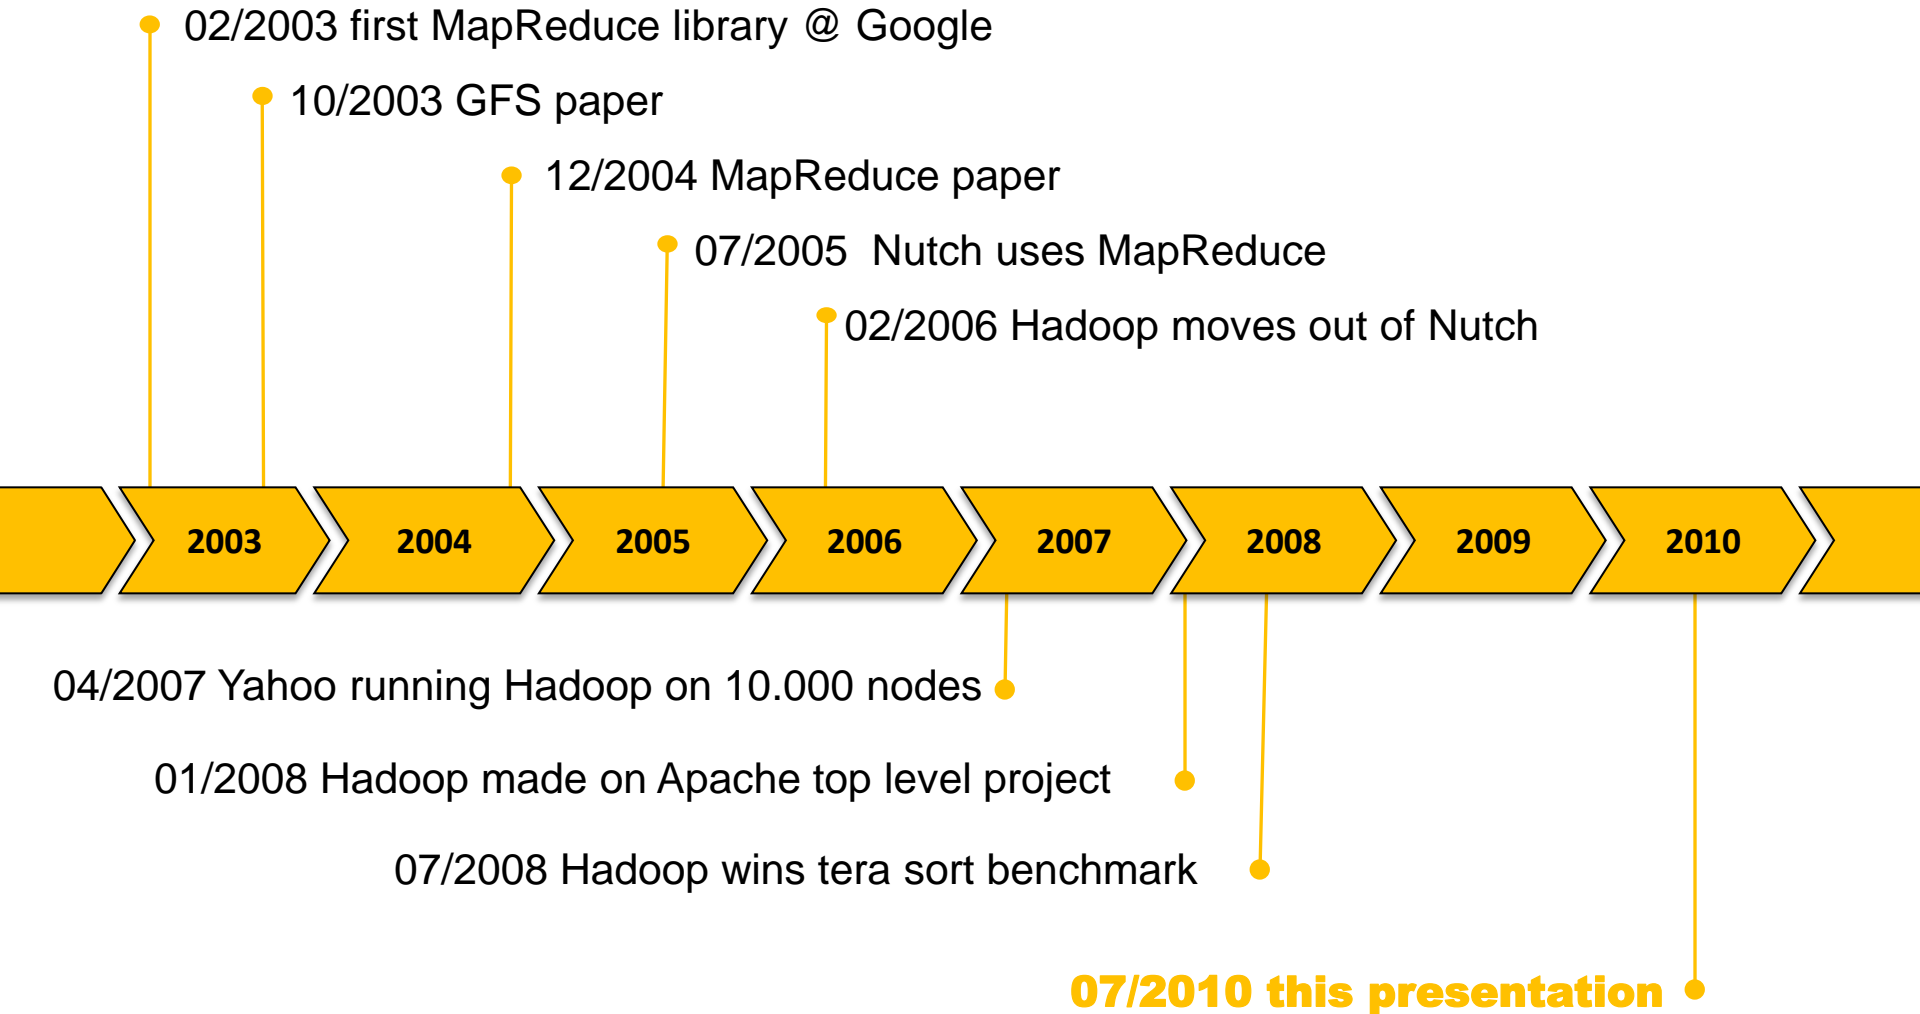 02/2003 first MapReduce library @ Google
10/2003 GFS paper
12/2004 MapReduce paper
07/2005  Nutch uses MapReduce
02/2006 Hadoop moves out of Nutch
2003 2004 2005 2006 2007 2008 2009 2010
04/2007 Yahoo running Hadoop on 10.000 nodes
01/2008 Hadoop made on Apache top level project
07/2008 Hadoop wins tera sort benchmark
07/2010 this presentation